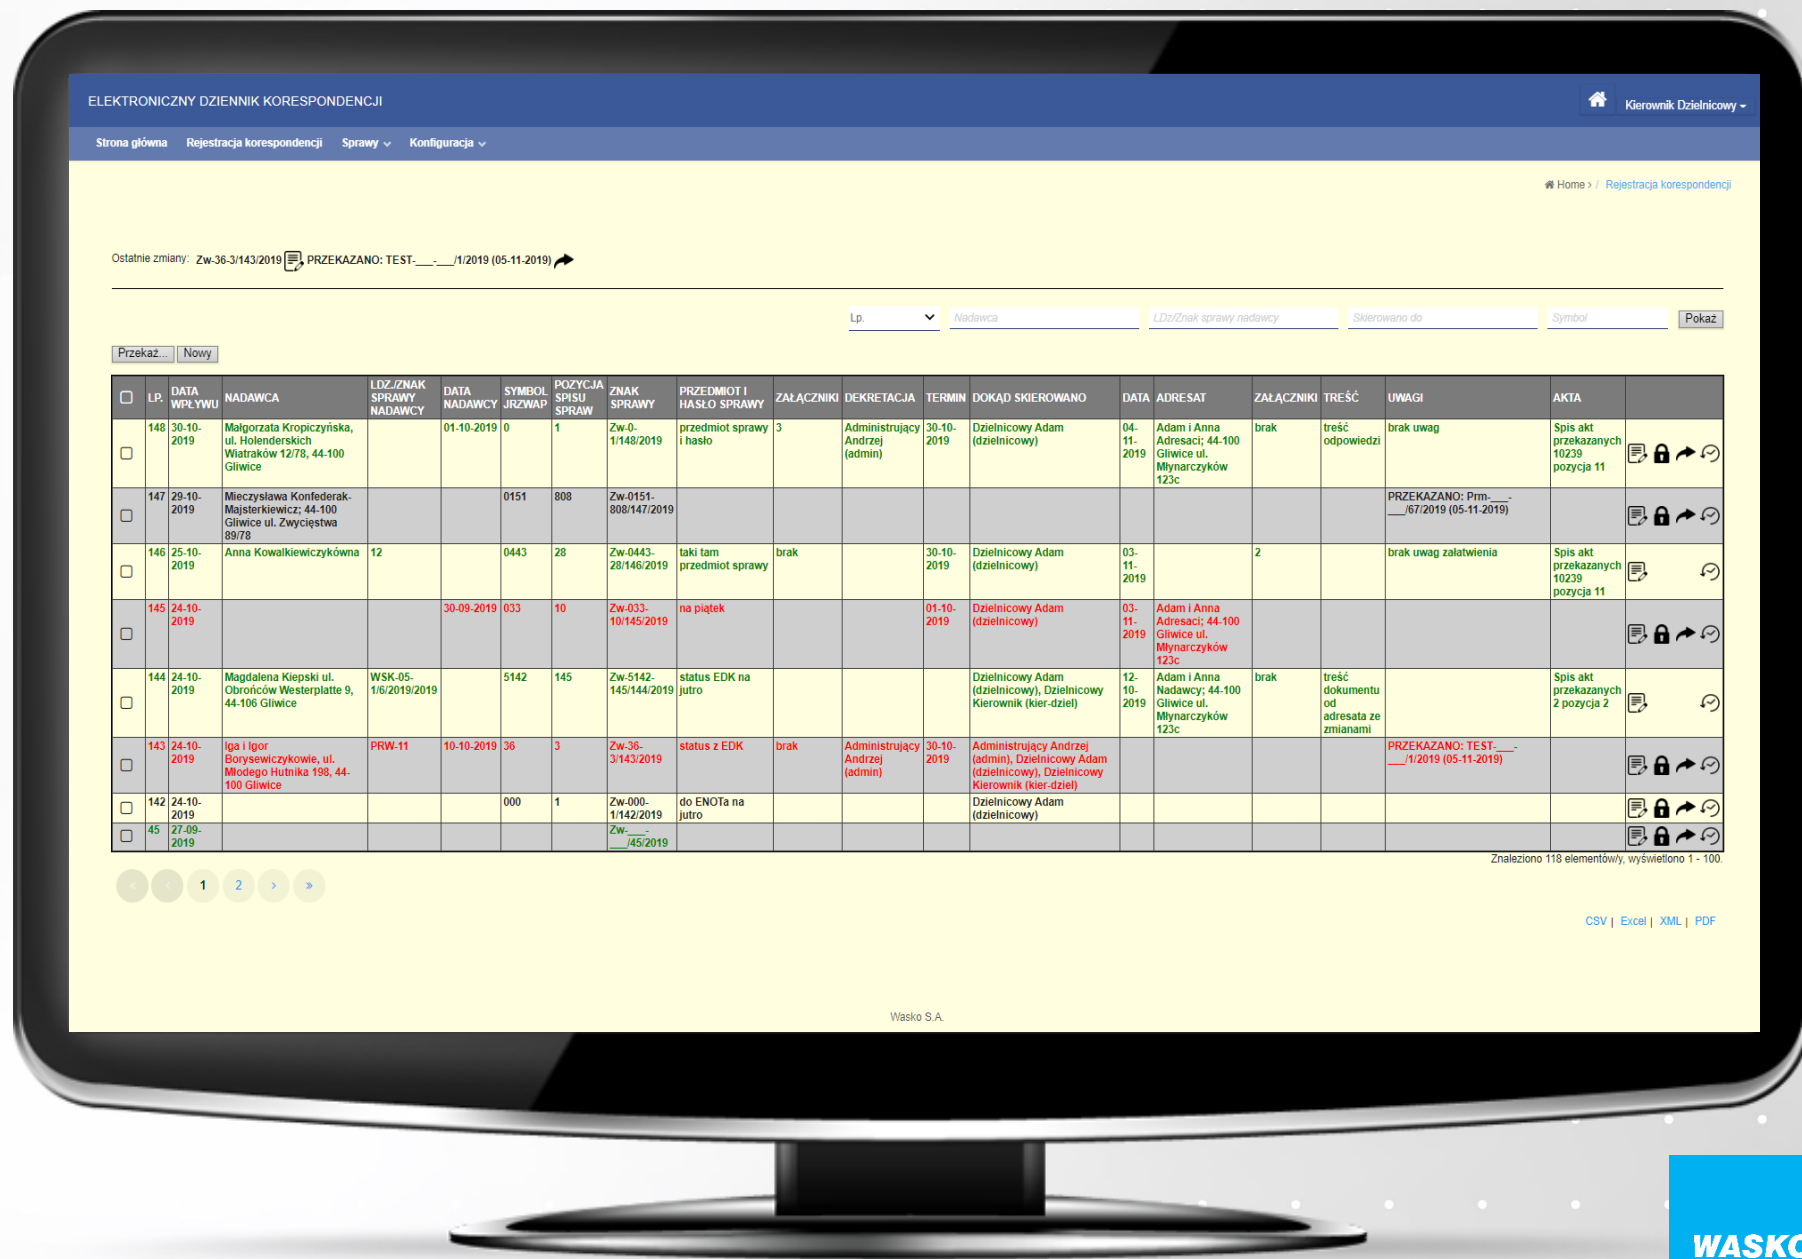 ELEKTRONICZNY DZIENNIK KORESPONDENCJI
Kierownik Dzielnicowy
Strona główna Rejestracja korespondencji Sprawy Konfiguracja
Home > / Rejestracja korespondencji
Ostatnie zmiany: Zw-36-3/143/2019 PRZEKAZANO: TEST-___-___/1/2019 (05-11-2019)
Lp. Nadawca LDz/Znak sprawy nadawcy Skierowano do Symbol Pokaż
Przekaż... Nowy
LP.
DATA
WPŁYWU
NADAWCA
LDZ./ZNAK
SPRAWY
NADAWCY
DATA
NADAWCY
SYMBOL
JRZWAP
POZYCJA
SPISU
SPRAW
ZNAK
SPRAWY
PRZEDMIOT I
HASŁO SPRAWY
ZAŁĄCZNIKI
DEKRETACJA
TERMIN
DOKĄD SKIEROWANO
DATA
ADRESAT
ZAŁĄCZNIKI
TREŚĆ
UWAGI
AKTA
148
30-10-
2019
Małgorzata Kropiczyńska,
ul. Holenderskich
Wiatraków 12/78, 44-100
Gliwice
01-10-2019
0
1
Zw-0-
1/148/2019
przedmiot sprawy
i hasło
3
Administrujący
Andrzej
(admin)
30-10-
2019
Dzielnicowy Adam
(dzielnicowy)
04-
11-
2019
Adam i Anna
Adresaci; 44-100
Gliwice ul.
Młynarczyków
123c
brak
treść
odpowiedzi
brak uwag
Spis akt
przekazanych
10239
pozycja 11
147
29-10-
2019
Mieczysława Konfederak-
Majsterkiewicz; 44-100
Gliwice ul. Zwycięstwa
89/78
0151
808
Zw-0151-
808/147/2019
PRZEKAZANO: Prm-___-
___/67/2019 (05-11-2019)
146
25-10-
2019
Anna Kowalkiewiczykówna
12
0443
28
Zw-0443-
28/146/2019
taki tam
przedmiot sprawy
brak
30-10-
2019
Dzielnicowy Adam
(dzielnicowy)
03-
11-
2019
2
brak uwag załatwienia
Spis akt
przekazanych
10239
pozycja 11
145
24-10-
2019
30-09-2019
033
10
Zw-033-
10/145/2019
na piątek
01-10-
2019
Dzielnicowy Adam
(dzielnicowy)
03-
11-
2019
Adam i Anna
Adresaci; 44-100
Gliwice ul.
Młynarczyków
123c
144
24-10-
2019
Magdalena Kiepski ul.
Obrońców Westerplatte 9,
44-106 Gliwice
WSK-05-
1/6/2019/2019
5142
145
Zw-5142-
145/144/2019
status EDK na
jutro
Dzielnicowy Adam
(dzielnicowy), Dzielnicowy
Kierownik (kier-dziel)
12-
10-
2019
Adam i Anna
Nadawcy; 44-100
Gliwice ul.
Młynarczyków
123c
brak
treść
dokumentu
od
adresata ze
zmianami
Spis akt
przekazanych
2 pozycja 2
143
24-10-
2019
Iga i Igor
Borysewiczykowie, ul.
Młodego Hutnika 198, 44-
100 Gliwice
PRW-11
10-10-2019
36
3
Zw-36-
3/143/2019
status z EDK
brak
Administrujący
Andrzej
(admin)
30-10-
2019
Administrujący Andrzej
(admin), Dzielnicowy Adam
(dzielnicowy), Dzielnicowy
Kierownik (kier-dziel)
PRZEKAZANO: TEST-___-
___/1/2019 (05-11-2019)
142
24-10-
2019
000
1
Zw-000-
1/142/2019
do ENOTa na
jutro
Dzielnicowy Adam
(dzielnicowy)
45
27-09-
2019
Zw-___-
___/45/2019
Znaleziono 118 elementów/y, wyświetlono 1 - 100.
« ‹ 1 2 › »
CSV | Excel | XML | PDF
Wasko S.A.
WASKO